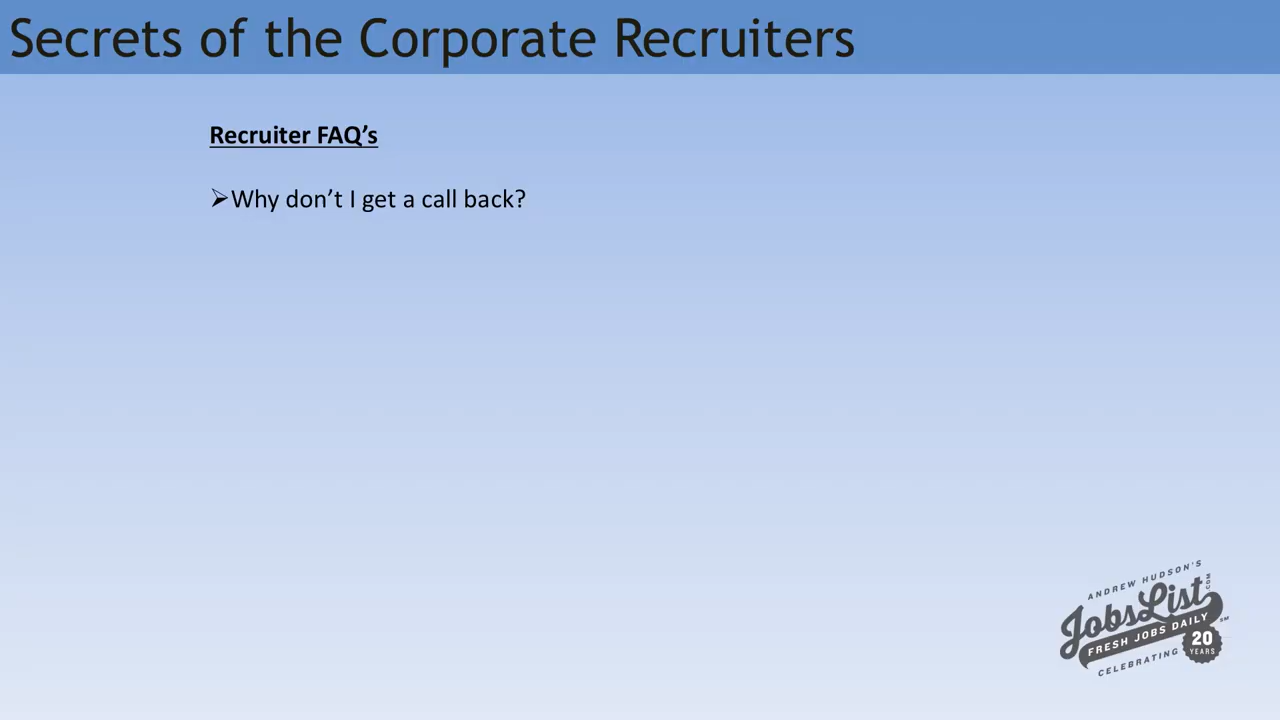 Secrets of the Corporate Recruiters
Recruiter FAQ’s
➢Why don’t I get a call back?
ANDREW HUDSON'S
JobsList
.COM
FRESH JOBS DAILY
SM
CELEBRATING
20
YEARS